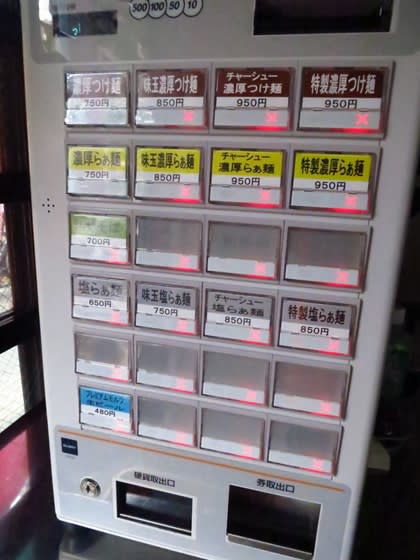 500 100 50 10
濃厚つけ麺
750円
味玉濃厚つけ麺
850円
チャーシュー
濃厚つけ麺
950円
特製濃厚つけ麺
950円
濃厚らぁ麺
750円
味玉濃厚らぁ麺
850円
チャーシュー
濃厚らぁ麺
950円
特製濃厚らぁ麺
950円
700円
塩らぁ麺
650円
味玉塩らぁ麺
750円
チャーシュー
塩らぁ麺
850円
特製塩らぁ麺
850円
プレミアムモルツ
生ビール
480円
硬貨取出口
券取出口